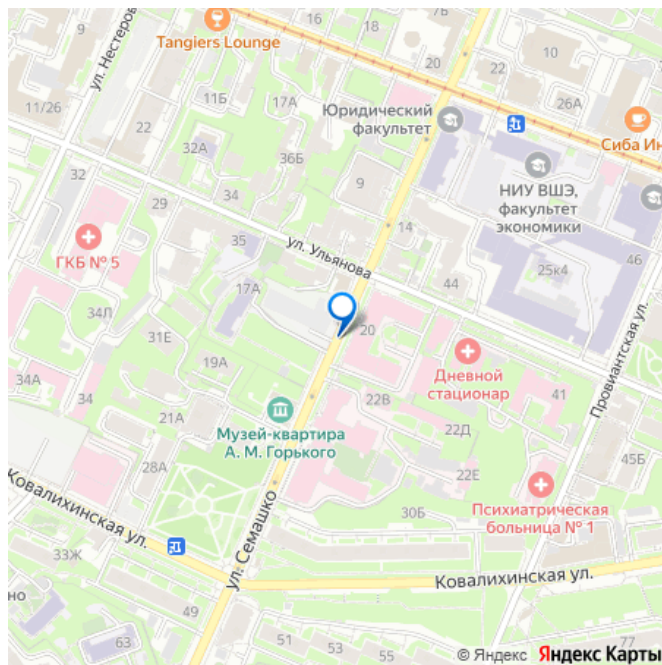 7Б
16
18
9
Tangiers Lounge
ул. Нестеров
20
22
10
11/26
11Б
17А
26А
Юридический
факультет
Сиба Ин
22
32А
36Б
НИУ ВШЭ,
факультет
экономики
32
29
34
9
14
ГКБ № 5
35
ул. Ульянова
44
25к4
46
17А
34Л
31Е
20
Дневной
стационар
Провиантская ул.
19А
34А
34
22В
41
21А
Музей-квартира
А. М. Горького
22Д
28А
22Е
45Б
Ковалихинская ул.
ул. Семашко
30Б
Психиатрическая
больница № 1
33Ж
Ковалихинская ул.
но
49
63
51
53
55
77
© Яндекс Яндекс Карты